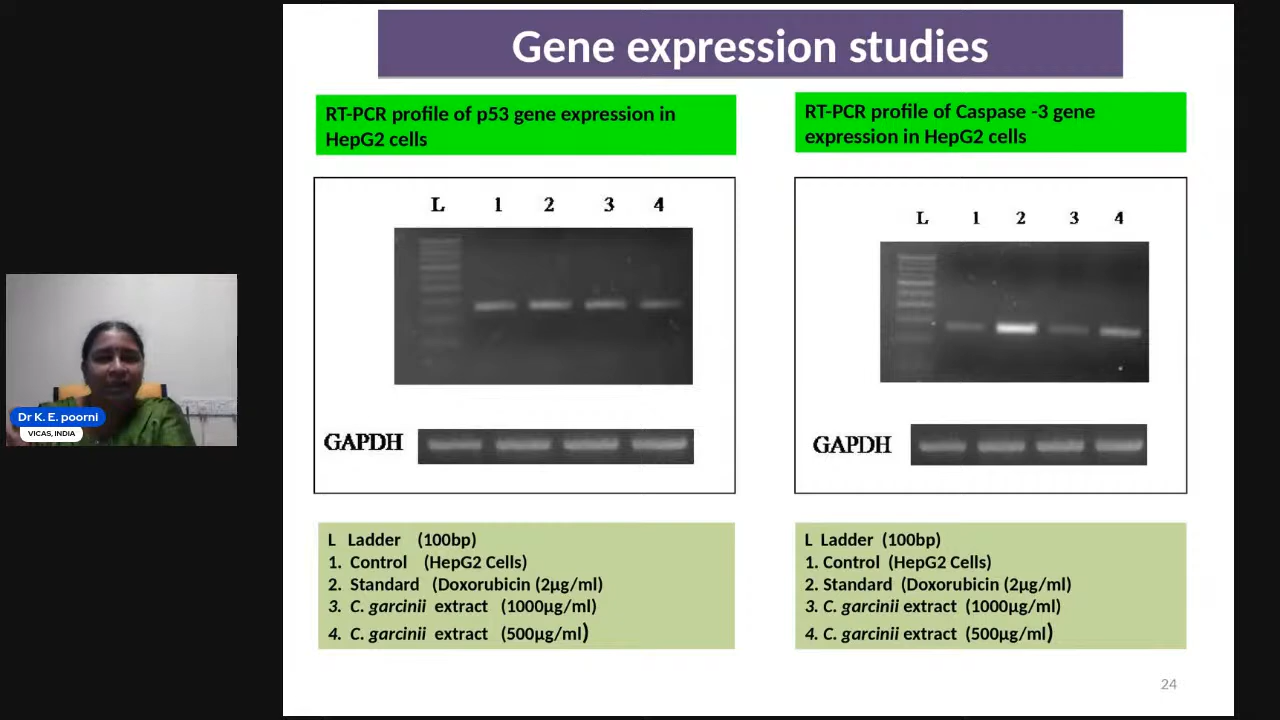 Gene expression studies
RT-PCR profile of p53 gene expression in
HepG2 cells
L 1 2 3 4
GAPDH
L Ladder (100bp)
1. Control (HepG2 Cells)
2. Standard (Doxorubicin (2µg/ml)
3. C. garcinii extract (1000µg/ml)
4. C. garcinii extract (500µg/ml)
RT-PCR profile of Caspase -3 gene
expression in HepG2 cells
L 1 2 3 4
GAPDH
L Ladder (100bp)
1. Control (HepG2 Cells)
2. Standard (Doxorubicin (2µg/ml)
3. C. garcinii extract (1000µg/ml)
4. C. garcinii extract (500µg/ml)
24
Dr K. E. poorni
VICAS, INDIA